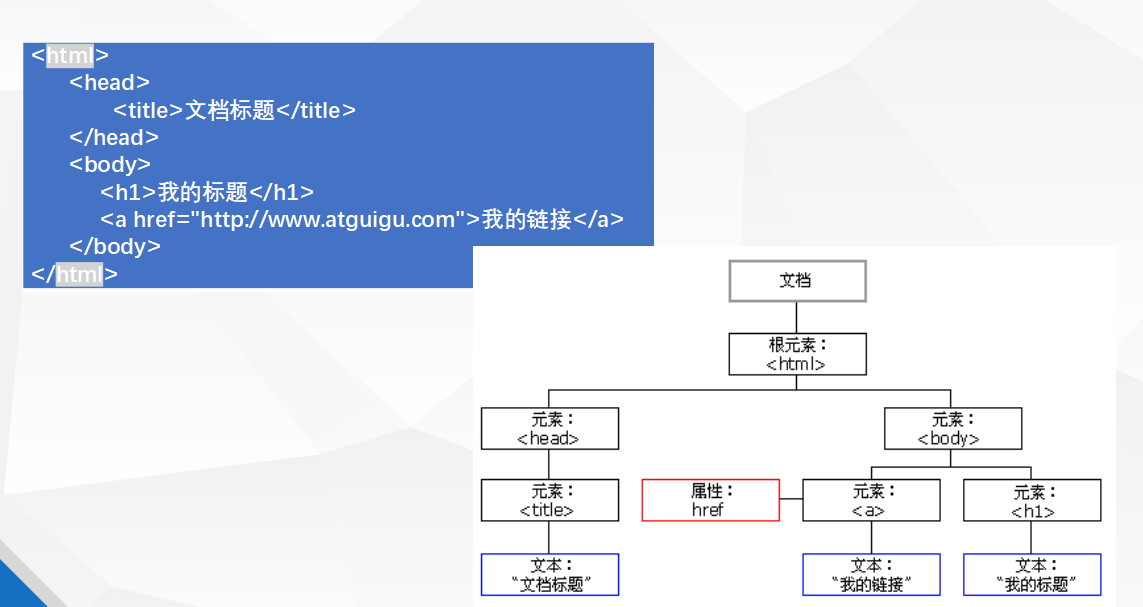 <html>
<head>
<title>文档标题</title>
</head>
<body>
<h1>我的标题</h1>
<a href="http://www.atguigu.com">我的链接</a>
</body>
</html>
文档
根元素：
<html>
元素：
<head>
元素：
<body>
元素：
<title>
属性：
href
元素：
<a>
元素：
<h1>
文本：
“文档标题”
文本：
“我的链接”
文本：
“我的标题”